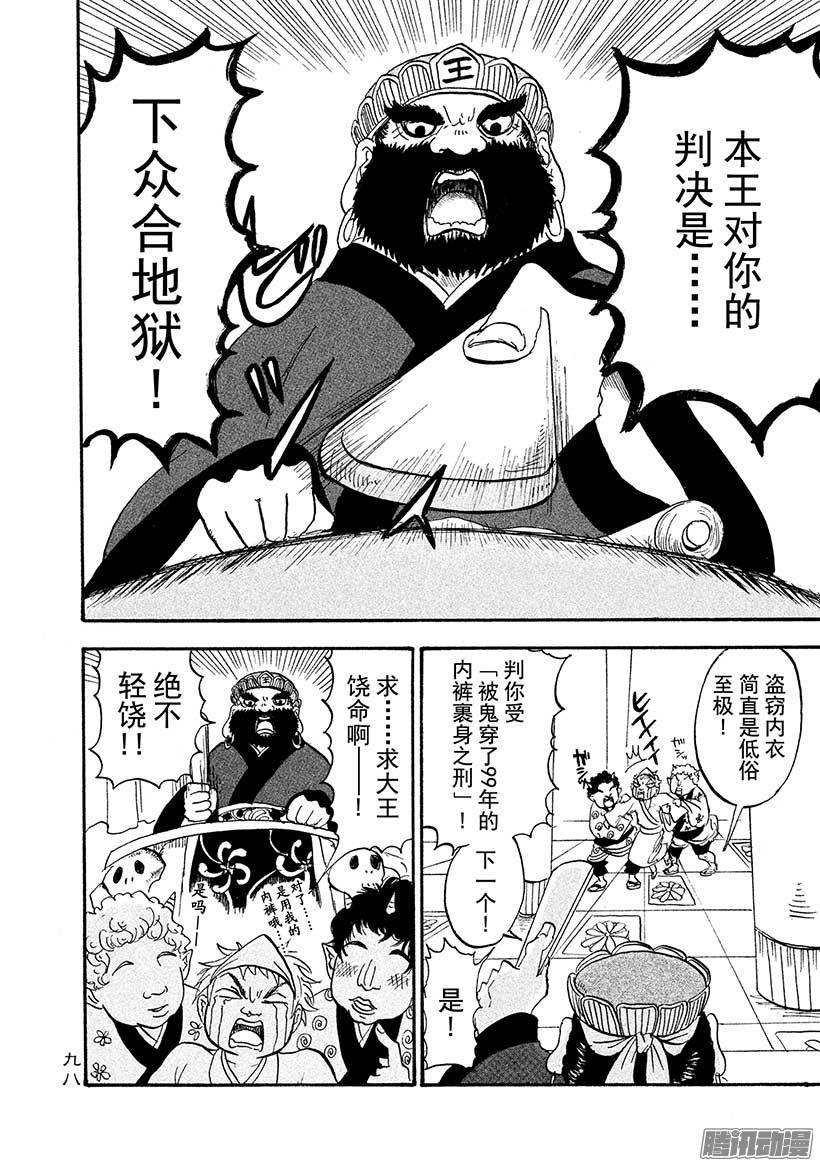 王
本王对你的
判决是……
下众合地狱！
盗窃内衣
简直是低俗
至极！
判你受
「被鬼穿了99年的
内裤裹身之刑」！
下一个！
是！
求……求大王
饶命啊——！
绝不
轻饶！！
对了……
是用我的
内裤哦……
是吗
九八
腾讯动漫